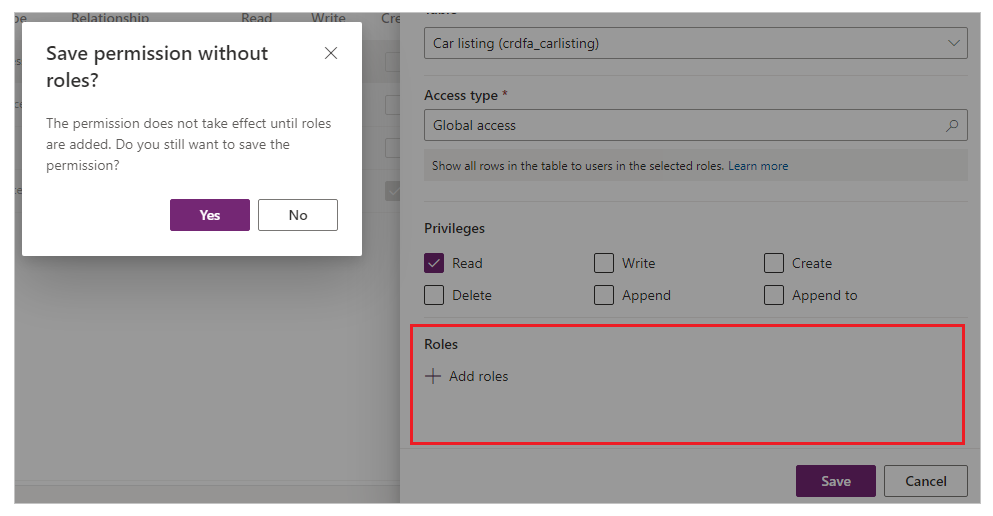 Relationship
Read
Write
Save permission without
roles?
The permission does not take effect until roles
are added. Do you still want to save the
permission?
Yes
No
Car listing (crdfa_carlisting)
Access type *
Global access
Show all rows in the table to users in the selected roles. Learn more
Privileges
Read
Write
Create
Delete
Append
Append to
Roles
Add roles
Save
Cancel